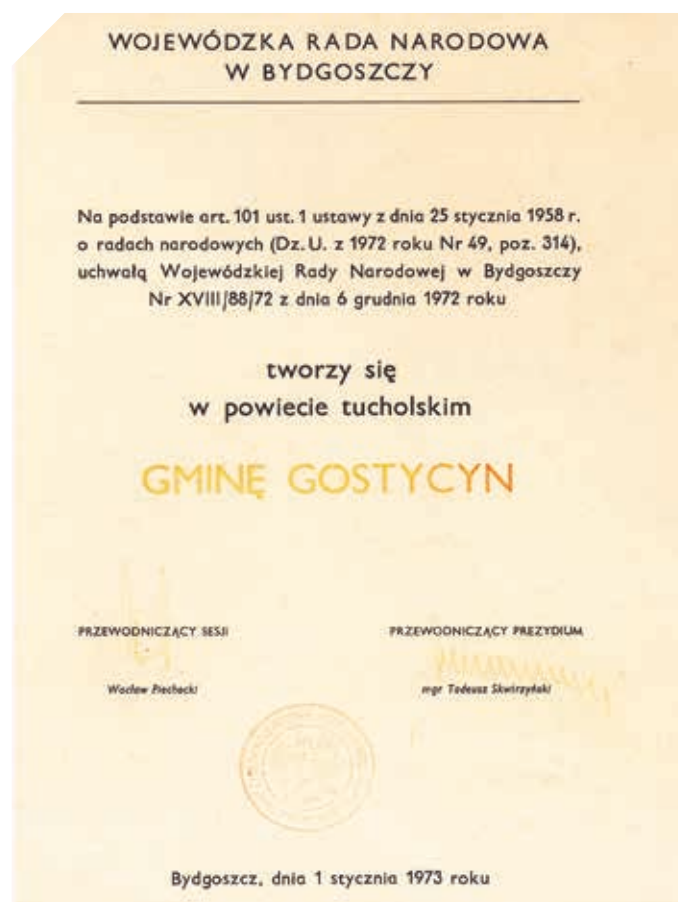 WOJEWÓDZKA RADA NARODOWA
W BYDGOSZCZY
Na podstawie art. 101 ust. 1 ustawy z dnia 25 stycznia 1958 r.
o radach narodowych (Dz. U. z 1972 roku Nr 49, poz. 314),
uchwałą Wojewódzkiej Rady Narodowej w Bydgoszczy
Nr XVIII/88/72 z dnia 6 grudnia 1972 roku
tworzy się
w powiecie tucholskim
GMINĘ GOSTYCYN
PRZEWODNICZĄCY SESJI
PRZEWODNICZĄCY PREZYDIUM
Wacław Piechocki
mgr Tadeusz Skwirzyński
Bydgoszcz, dnia 1 stycznia 1973 roku